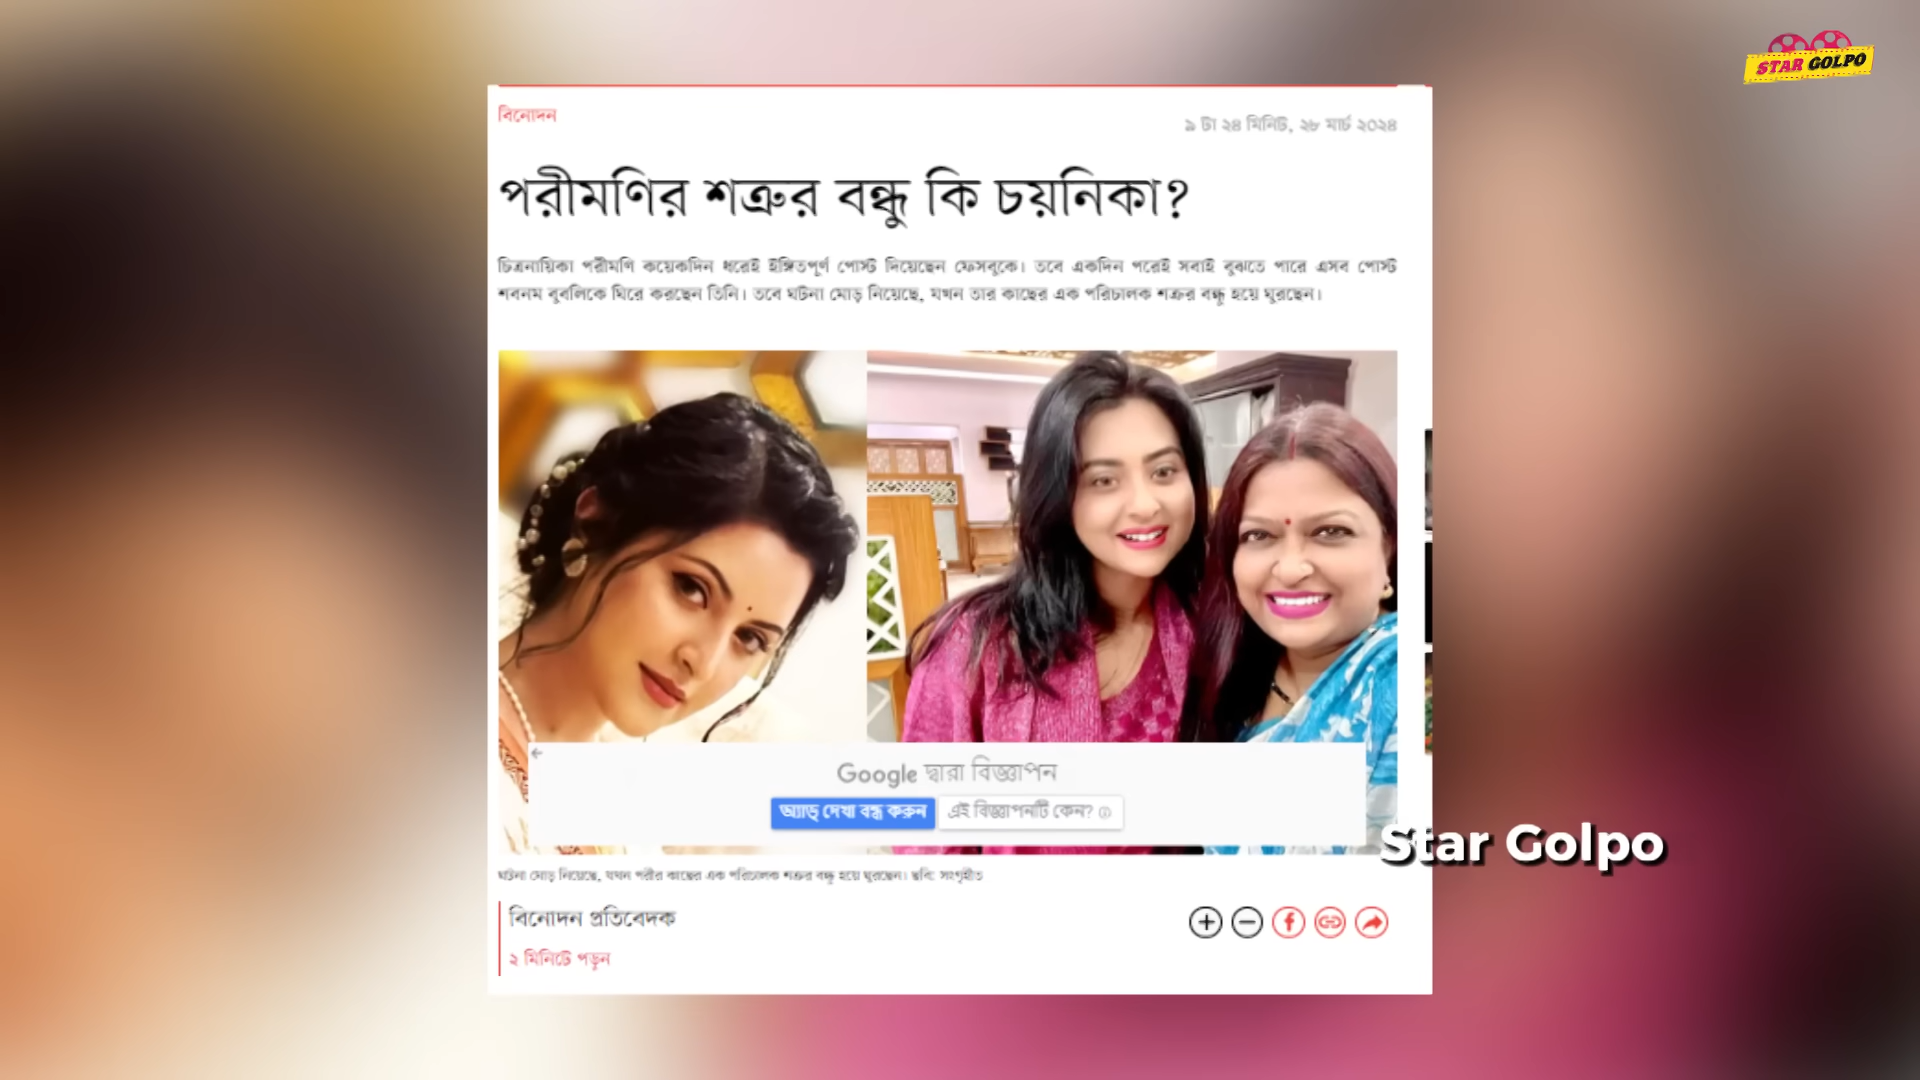 STAR GOLPO
বিনোদন
৯ টা ২৪ মিনিট, ২৮ মার্চ ২০২৪
পরীমণির শত্রুর বন্ধু কি চয়নিকা?
চিত্রনায়িকা পরীমণি কয়েকদিন ধরেই ইঙ্গিতপূর্ণ পোস্ট দিয়েছেন ফেসবুকে। তবে একদিন পরেই সবাই বুঝতে পারে এসব পোস্ট
শবনম বুবলিকে ঘিরে করছেন তিনি। তবে ঘটনা মোড় নিয়েছে, যখন তার কাছের এক পরিচালক শত্রুর বন্ধু হয়ে ঘুরছেন।
Google দ্বারা বিজ্ঞাপন
অ্যাড্ দেখা বন্ধ করুন
এই বিজ্ঞাপনটি কেন?
Star Golpo
ঘটনা মোড় নিয়েছে, যখন পরীর কাছের এক পরিচালক শত্রুর বন্ধু হয়ে ঘুরছেন। ছবি: সংগৃহীত
বিনোদন প্রতিবেদক
২ মিনিটে পড়ুন